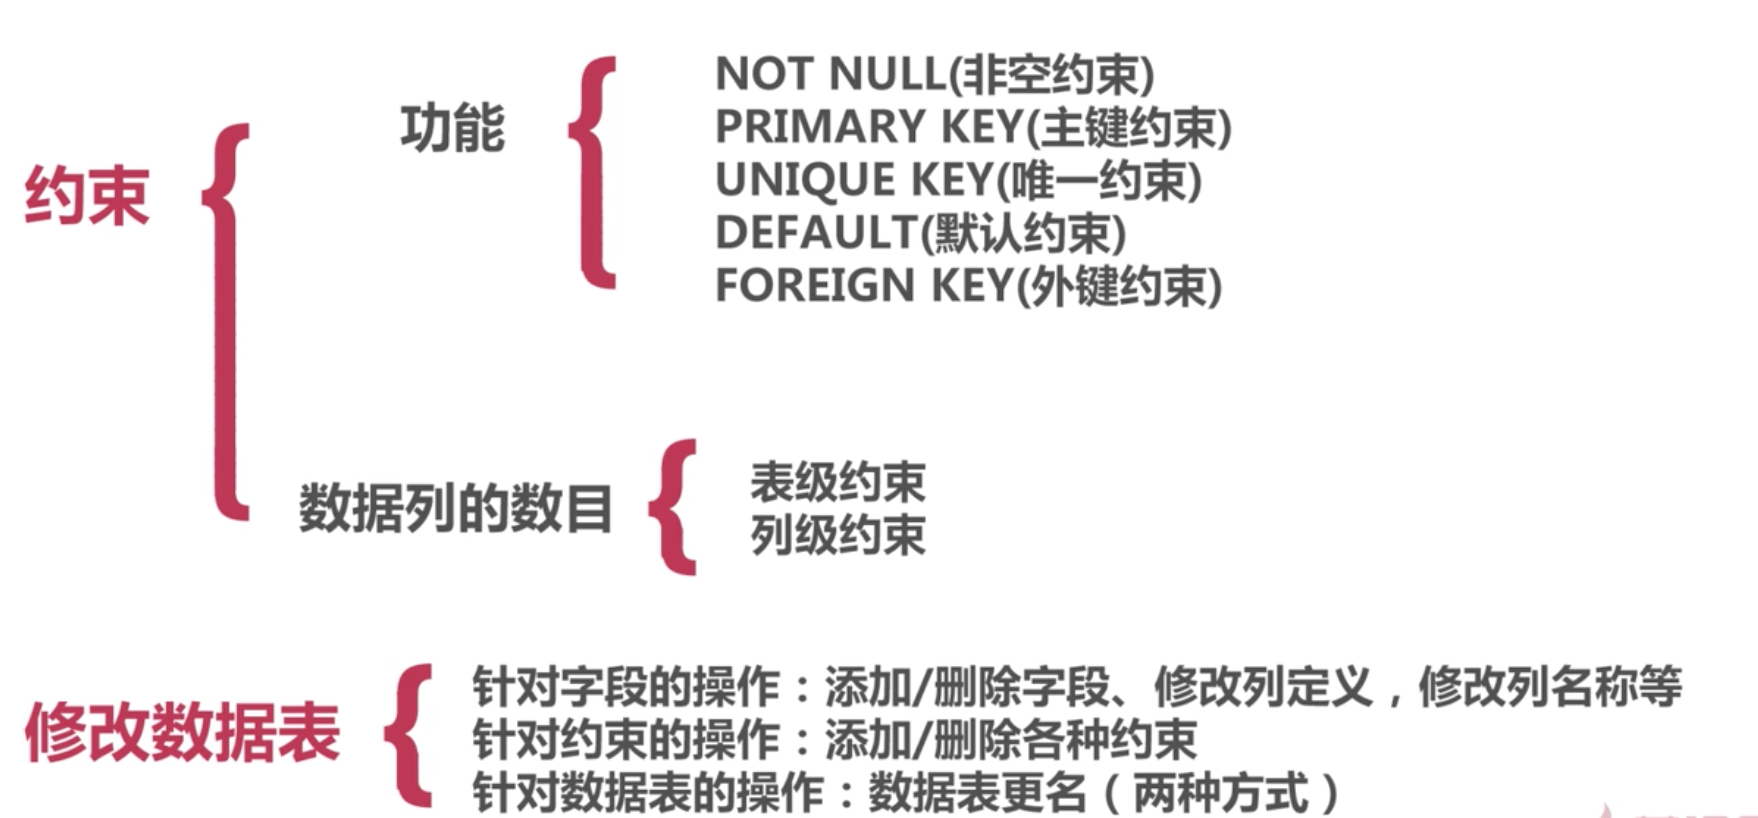 约束
功能
NOT NULL(非空约束)
PRIMARY KEY(主键约束)
UNIQUE KEY(唯一约束)
DEFAULT(默认约束)
FOREIGN KEY(外键约束)
数据列的数目
表级约束
列级约束
修改数据表
针对字段的操作：添加/删除字段、修改列定义，修改列名称等
针对约束的操作：添加/删除各种约束
针对数据表的操作：数据表更名（两种方式）